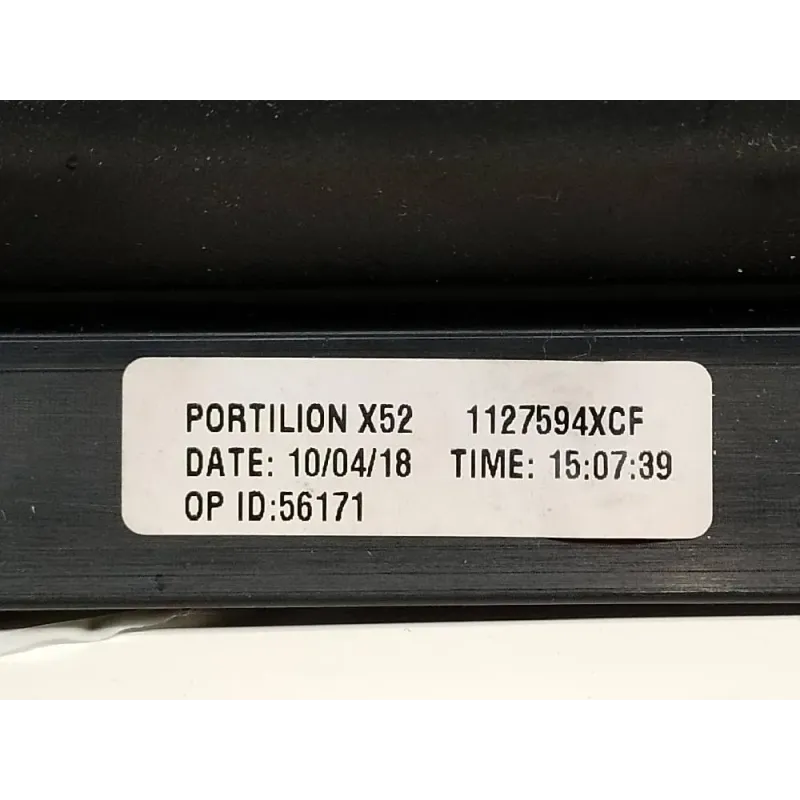 PORTILION X52 1127594XCF
DATE: 10/04/18 TIME: 15:07:39
OP ID:56171